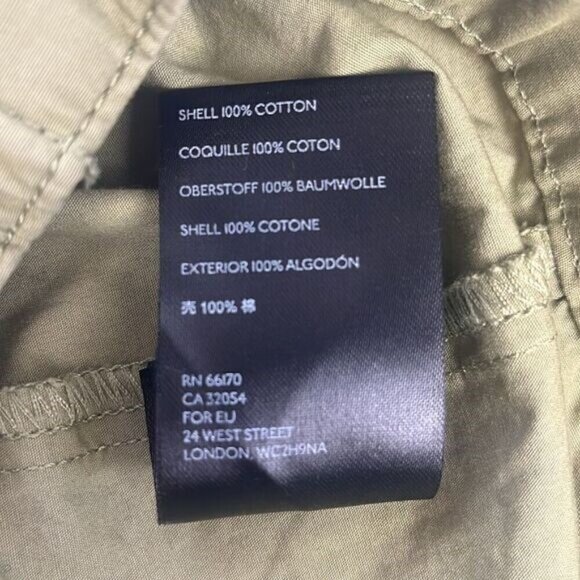 SHELL 100% COTTON
COQUILLE 100% COTON
OBERSTOFF 100% BAUMWOLLE
SHELL 100% COTONE
EXTERIOR 100% ALGODÓN
売 100% 棉
RN 66170
CA 32054
FOR EU
24 WEST STREET
LONDON, WC2H9NA